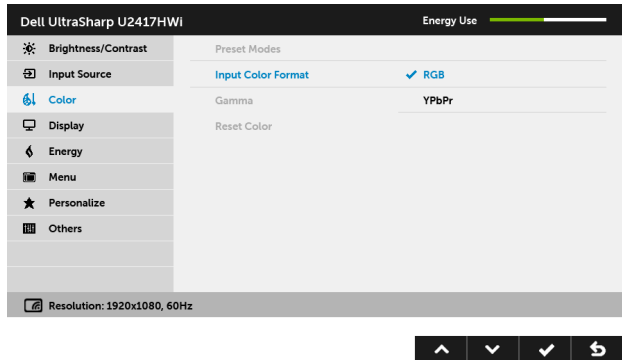 Dell UltraSharp U2417HWi
Energy Use
Brightness/Contrast
Input Source
Color
Display
Energy
Menu
Personalize
Others
Preset Modes
Input Color Format
Gamma
Reset Color
RGB
YPbPr
Resolution: 1920x1080, 60Hz